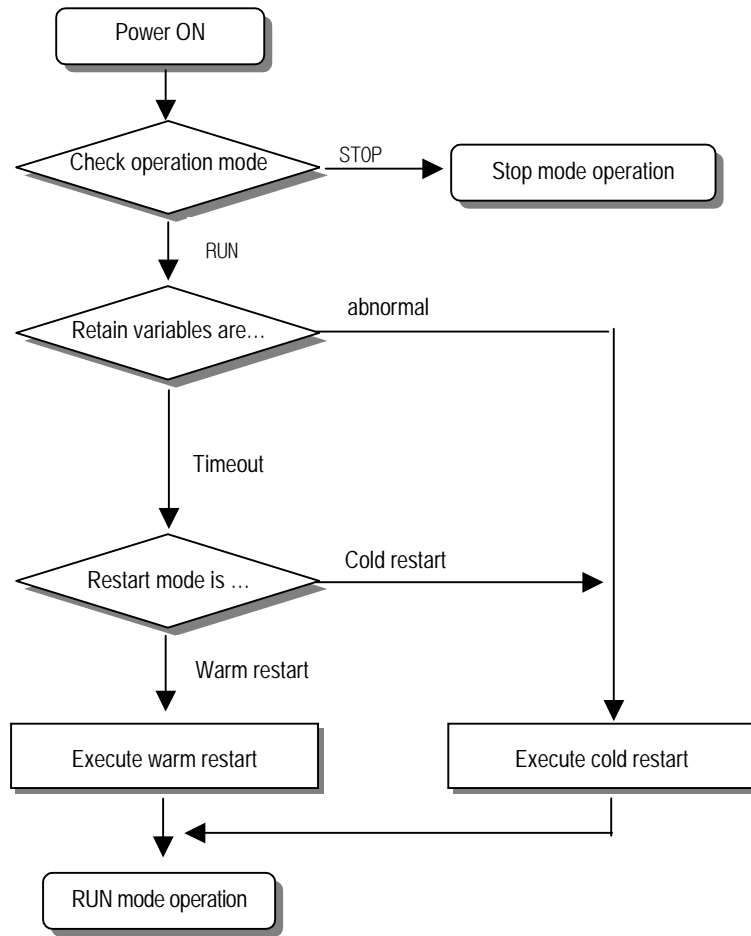 Power ON
Check operation mode
STOP
Stop mode operation
RUN
abnormal
Retain variables are…
Timeout
Cold restart
Restart mode is …
Warm restart
Execute warm restart
Execute cold restart
RUN mode operation